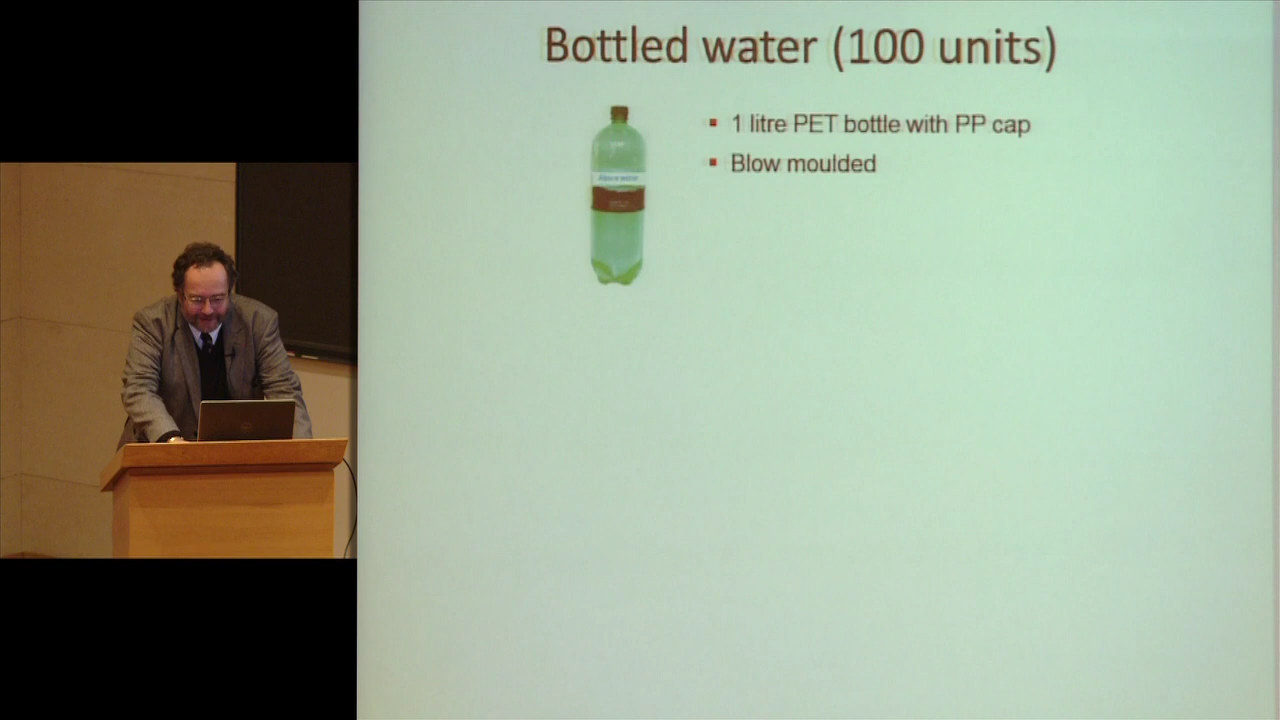 Bottled water (100 units)
1 litre PET bottle with PP cap
Blow moulded